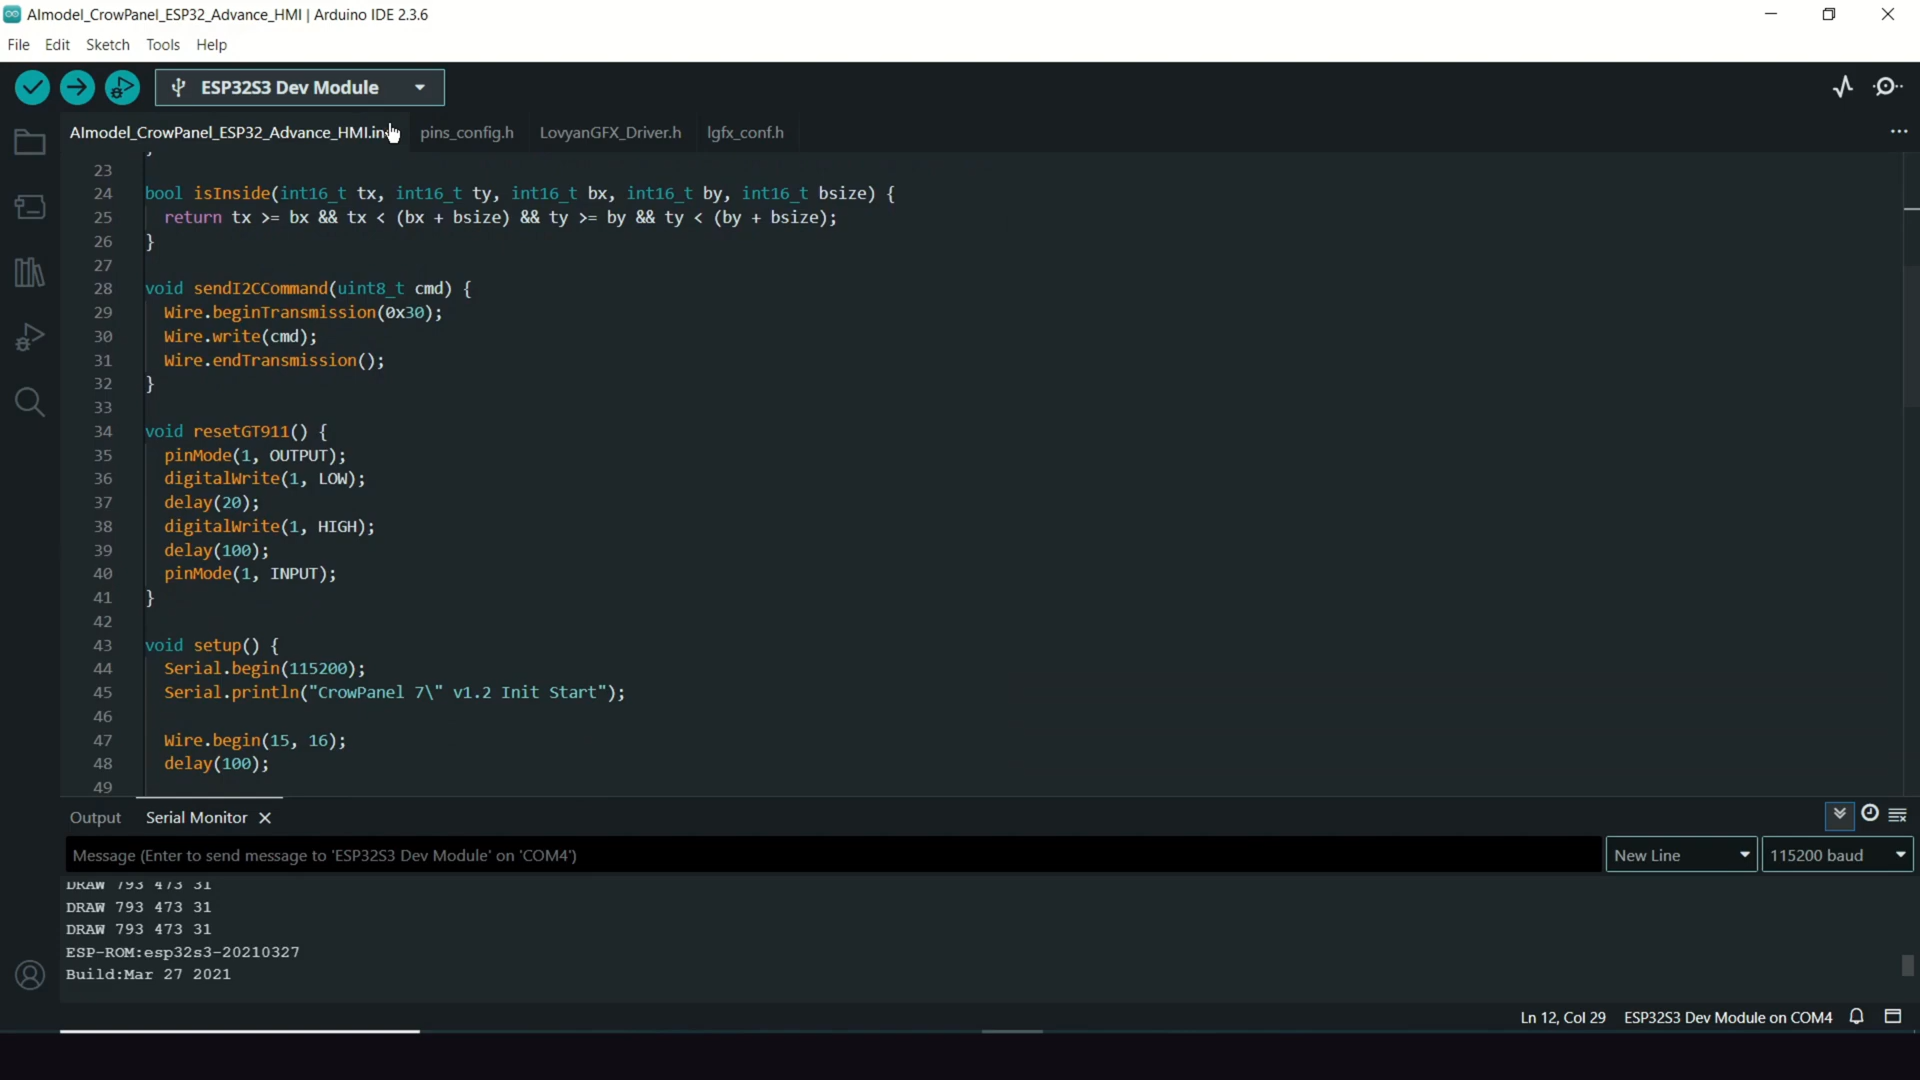 AImodel_CrowPanel_ESP32_Advance_HMI | Arduino IDE 2.3.6
File Edit Sketch Tools Help
ESP32S3 Dev Module
AImodel_CrowPanel_ESP32_Advance_HMI.in pins_config.h LovyanGFX_Driver.h lgfx_conf.h
23
24 bool isInside(int16_t tx, int16_t ty, int16_t bx, int16_t by, int16_t bsize) {
25 return tx >= bx && tx < (bx + bsize) && ty >= by && ty < (by + bsize);
26 }
27
28 void sendI2CCommand(uint8_t cmd) {
29 Wire.beginTransmission(0x30);
30 Wire.write(cmd);
31 Wire.endTransmission();
32 }
33
34 void resetGT911() {
35 pinMode(1, OUTPUT);
36 digitalWrite(1, LOW);
37 delay(20);
38 digitalWrite(1, HIGH);
39 delay(100);
40 pinMode(1, INPUT);
41 }
42
43 void setup() {
44 Serial.begin(115200);
45 Serial.println("CrowPanel 7\" v1.2 Init Start");
46
47 Wire.begin(15, 16);
48 delay(100);
49
Output Serial Monitor
Message (Enter to send message to 'ESP32S3 Dev Module' on 'COM4') New Line 115200 baud
DRAW 793 473 31
DRAW 793 473 31
DRAW 793 473 31
ESP-ROM:esp32s3-20210327
Build:Mar 27 2021
Ln 12, Col 29 ESP32S3 Dev Module on COM4